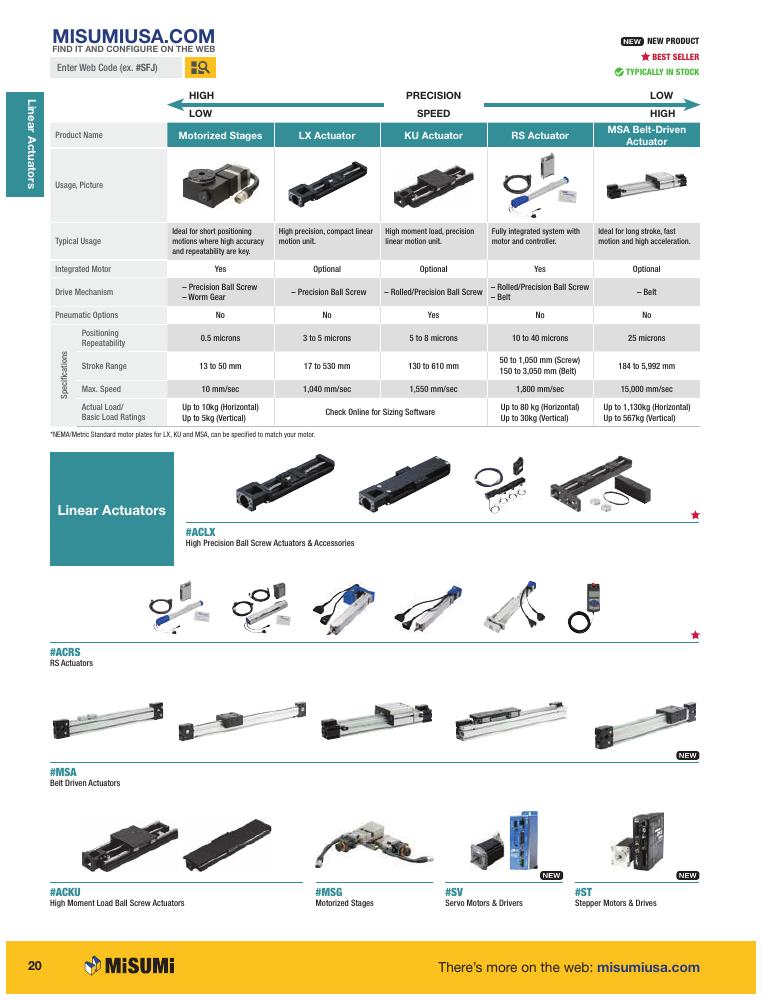 MISUMIUSA.COM
FIND IT AND CONFIGURE ON THE WEB
Enter Web Code (ex. #SFJ)
NEW NEW PRODUCT
BEST SELLER
TYPICALLY IN STOCK
Linear Actuators
HIGH PRECISION LOW
LOW SPEED HIGH
Product Name Motorized Stages LX Actuator KU Actuator RS Actuator MSA Belt-Driven
Actuator
Usage, Picture
Typical Usage
Ideal for short positioning
motions where high accuracy
and repeatability are key.
High precision, compact linear
motion unit.
High moment load, precision
linear motion unit.
Fully integrated system with
motor and controller.
Ideal for long stroke, fast
motion and high acceleration.
Integrated Motor Yes Optional Optional Yes Optional
Drive Mechanism
– Precision Ball Screw
– Worm Gear
– Precision Ball Screw
– Rolled/Precision Ball Screw
– Rolled/Precision Ball Screw
– Belt
– Belt
Pneumatic Options No No Yes No No
Specifications
Positioning
Repeatability
0.5 microns 3 to 5 microns 5 to 8 microns 10 to 40 microns 25 microns
Stroke Range 13 to 50 mm 17 to 530 mm 130 to 610 mm
50 to 1,050 mm (Screw)
150 to 3,050 mm (Belt)
184 to 5,992 mm
Max. Speed 10 mm/sec 1,040 mm/sec 1,550 mm/sec 1,800 mm/sec 15,000 mm/sec
Actual Load/
Basic Load Ratings
Up to 10kg (Horizontal)
Up to 5kg (Vertical)
Check Online for Sizing Software
Up to 80 kg (Horizontal)
Up to 30kg (Vertical)
Up to 1,130kg (Horizontal)
Up to 567kg (Vertical)
*NEMA/Metric Standard motor plates for LX, KU and MSA, can be specified to match your motor.
Linear Actuators
#ACLX
High Precision Ball Screw Actuators & Accessories
#ACRS
RS Actuators
NEW
#MSA
Belt Driven Actuators
#ACKU
High Moment Load Ball Screw Actuators
#MSG
Motorized Stages
NEW
#SV
Servo Motors & Drivers
NEW
#ST
Stepper Motors & Drives
20
MiSUMi
There's more on the web: misumiusa.com